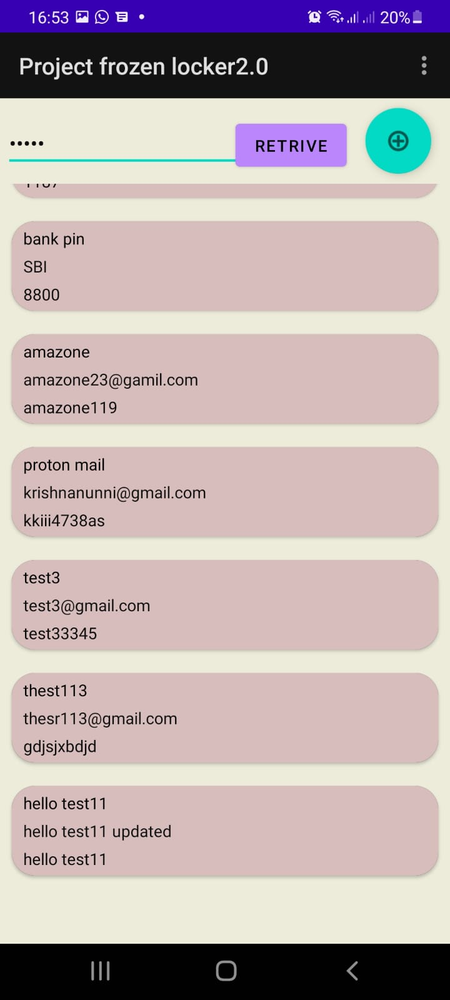 16:53
20%
Project frozen locker2.0
•••••
RETRIVE
bank pin
SBI
8800
amazone
amazone23@gamil.com
amazone119
proton mail
krishnanunni@gmail.com
kkiii4738as
test3
test3@gmail.com
test33345
thest113
thesr113@gmail.com
gdjsjxbdjd
hello test11
hello test11 updated
hello test11